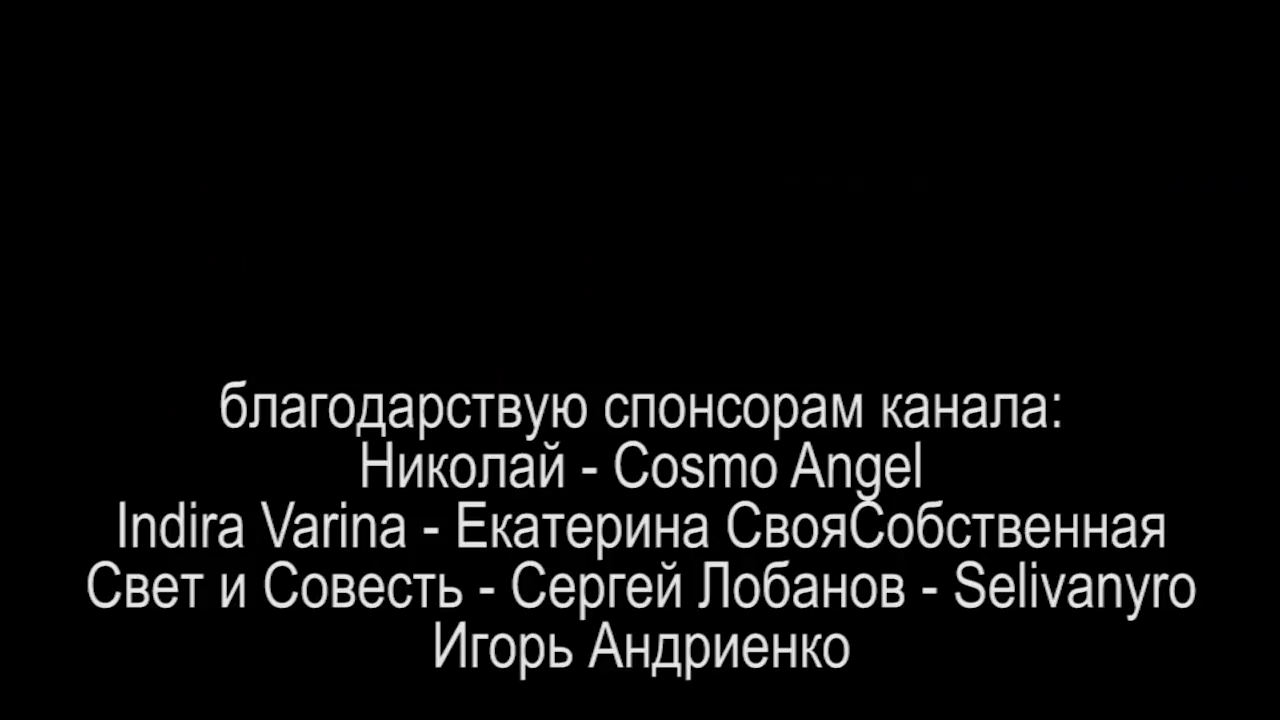 благодарствую спонсорам канала:
Николай - Cosmo Angel
Indira Varina - Екатерина СвояСобственная
Свет и Совесть - Сергей Лобанов - Selivanyro
Игорь Андриенко